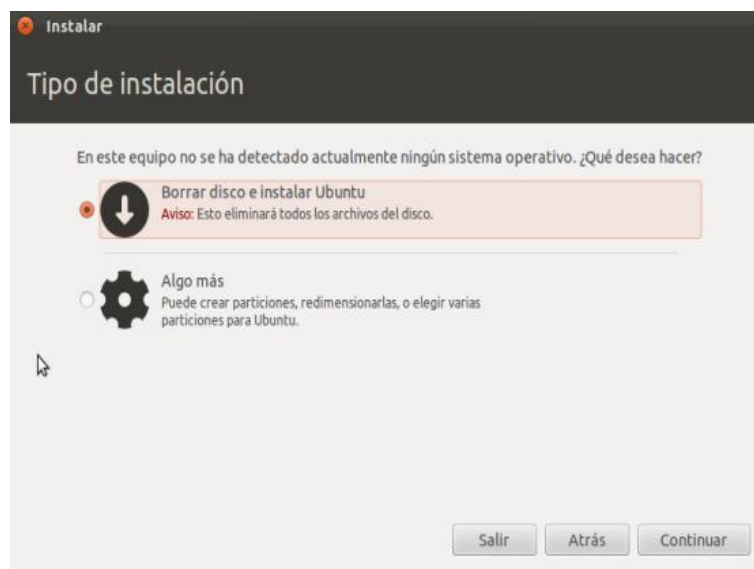 Instalar
Tipo de instalación
En este equipo no se ha detectado actualmente ningún sistema operativo. ¿Qué desea hacer?
Borrar disco e instalar Ubuntu
Aviso: Esto eliminará todos los archivos del disco.
Algo más
Puede crear particiones, redimensionarlas, o elegir varias
particiones para Ubuntu.
Salir
Atrás
Continuar